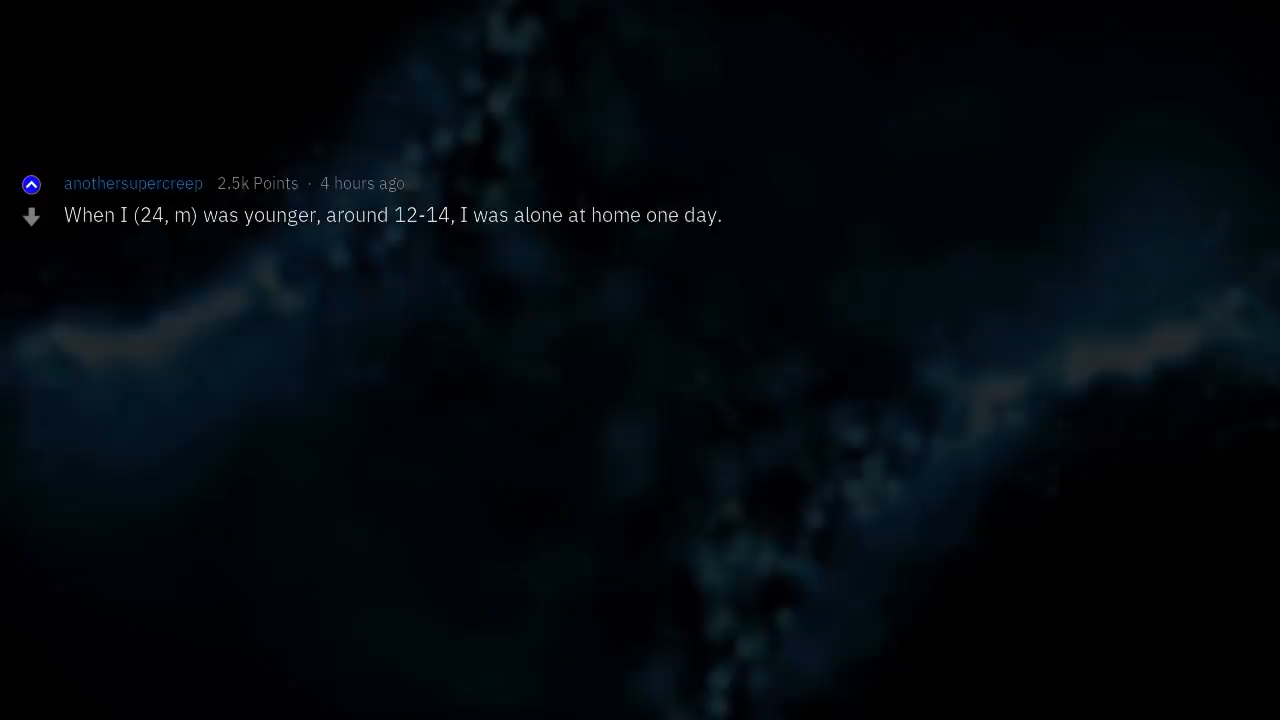 anothersupercreep 2.5k Points · 4 hours ago
When I (24, m) was younger, around 12-14, I was alone at home one day.